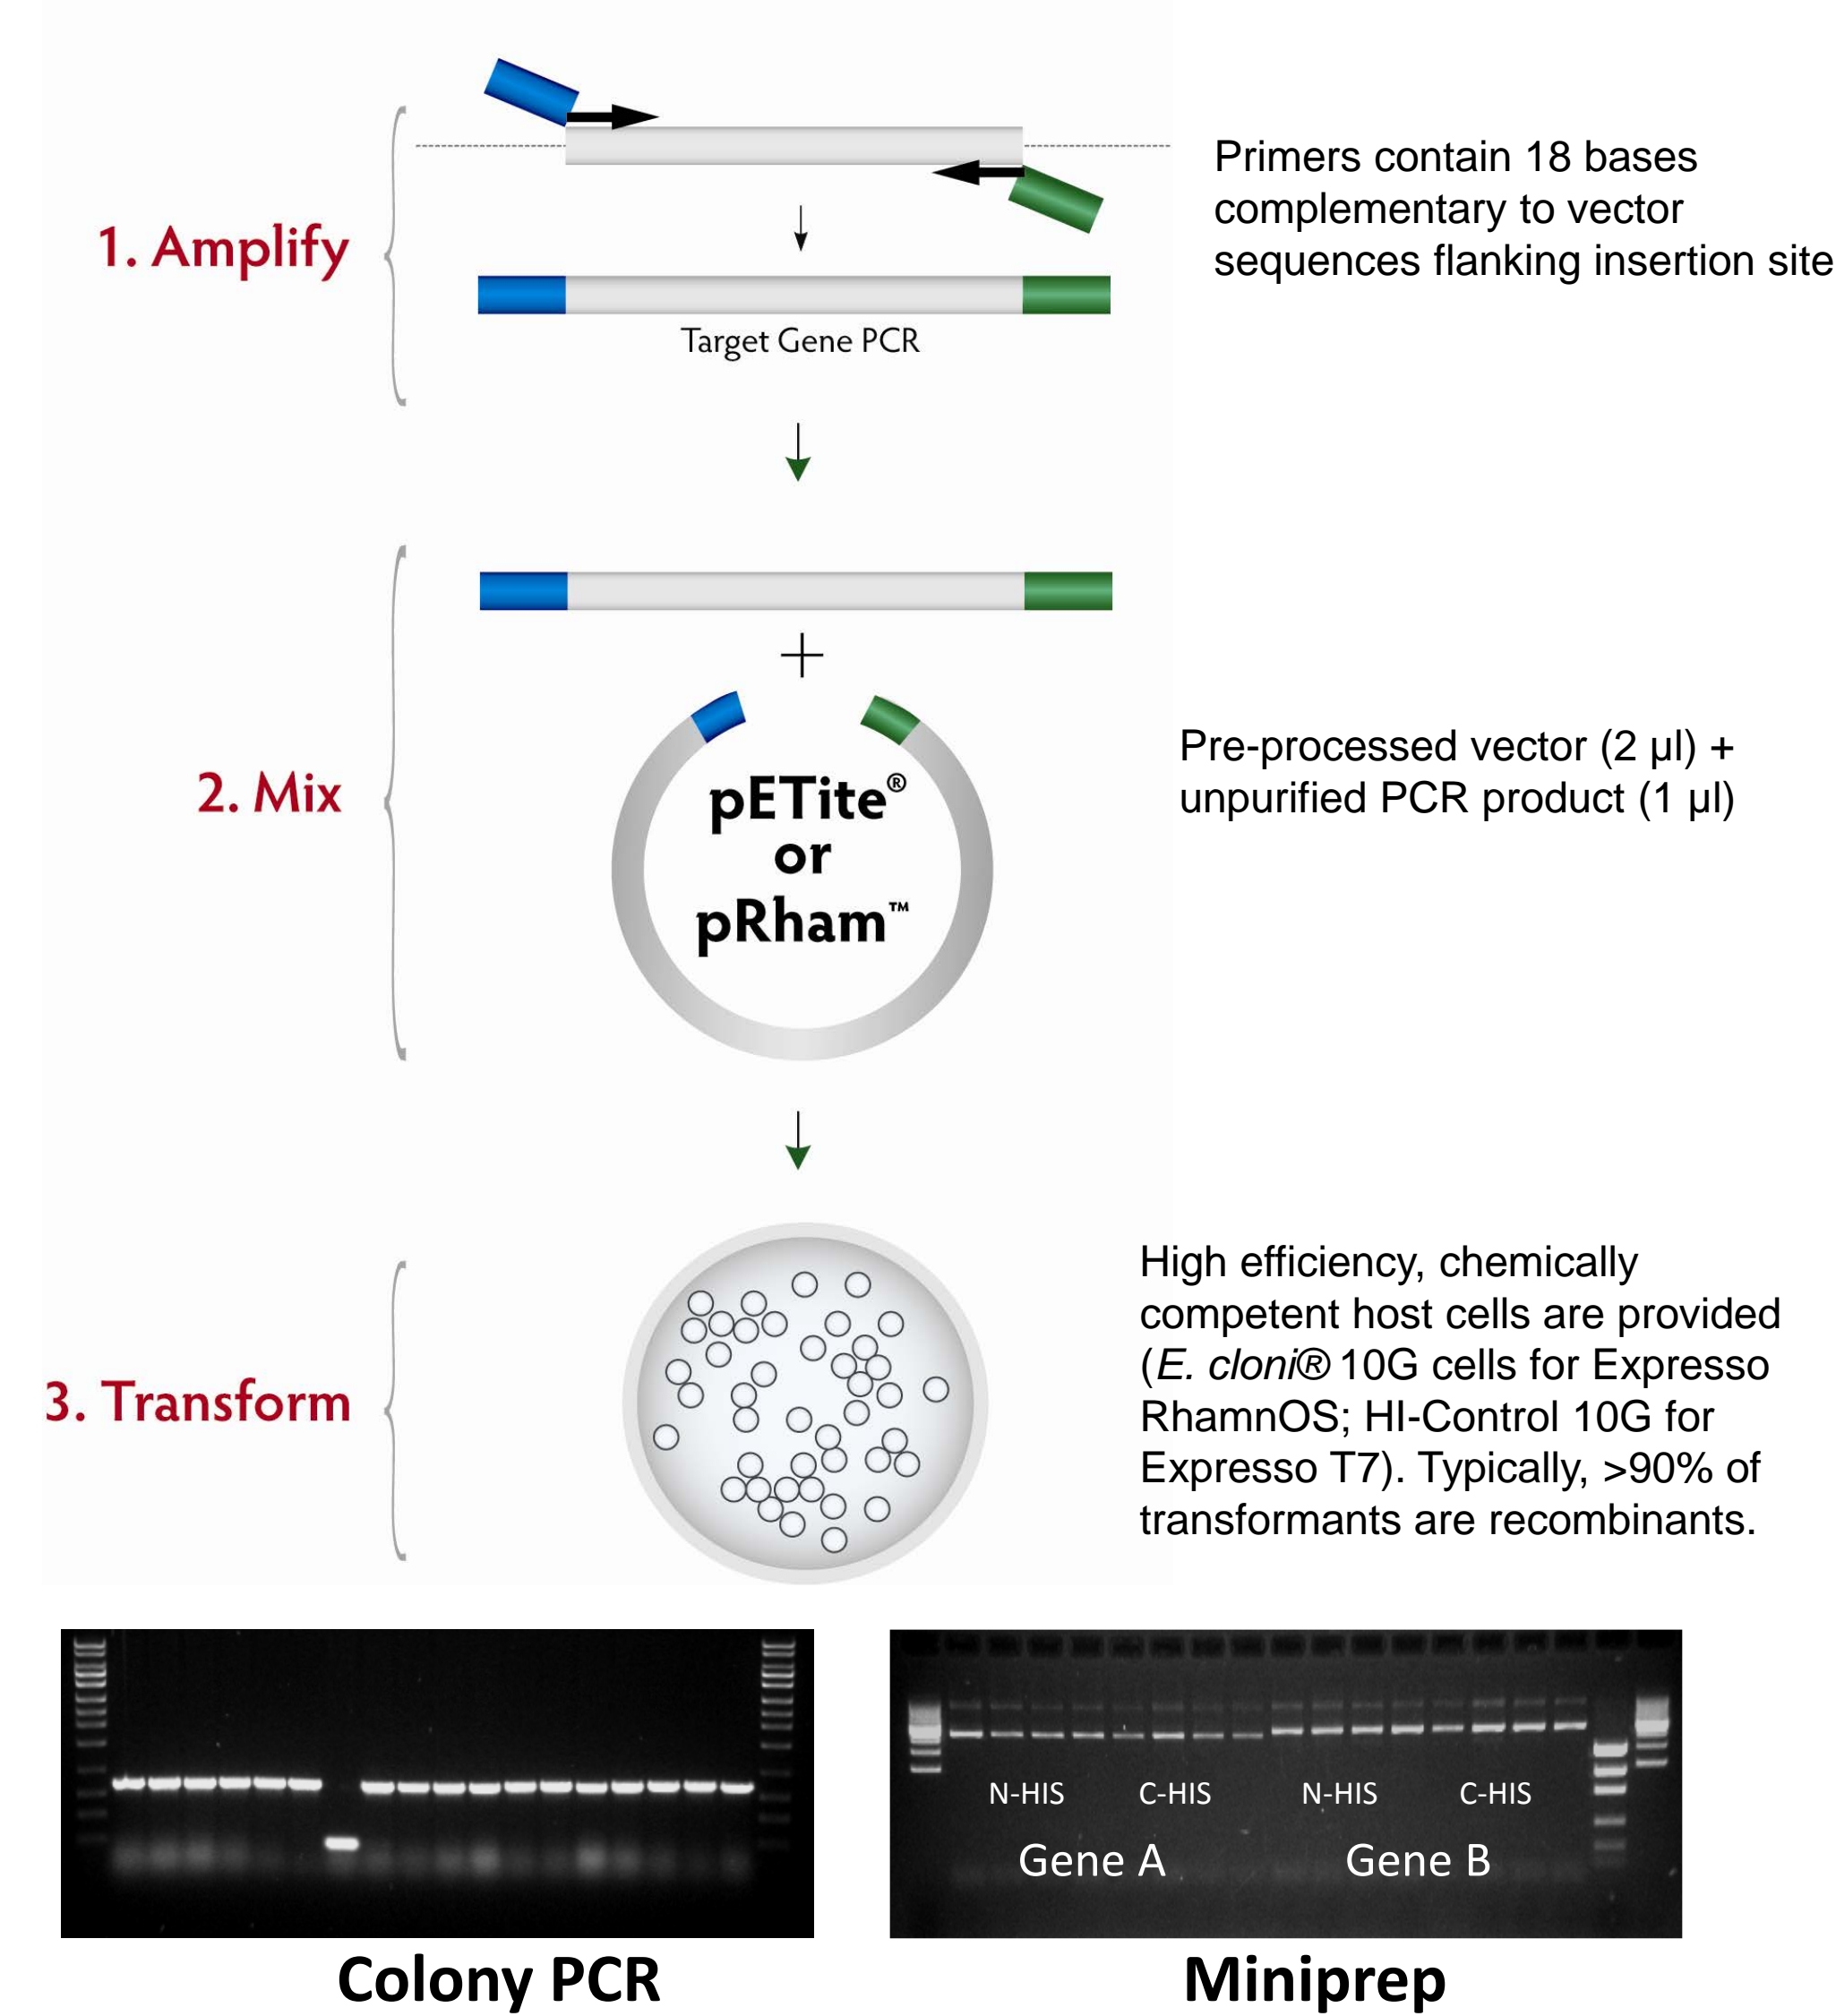 Primers contain 18 bases
complementary to vector
sequences flanking insertion site
1. Amplify
Target Gene PCR
2. Mix
pETite®
or
pRham™
Pre-processed vector (2 µl) +
unpurified PCR product (1 µl)
3. Transform
High efficiency, chemically
competent host cells are provided
(E. cloni® 10G cells for Expresso
RhamnOS; HI-Control 10G for
Expresso T7). Typically, >90% of
transformants are recombinants.
N-HIS C-HIS N-HIS C-HIS
Gene A Gene B
Colony PCR
Miniprep